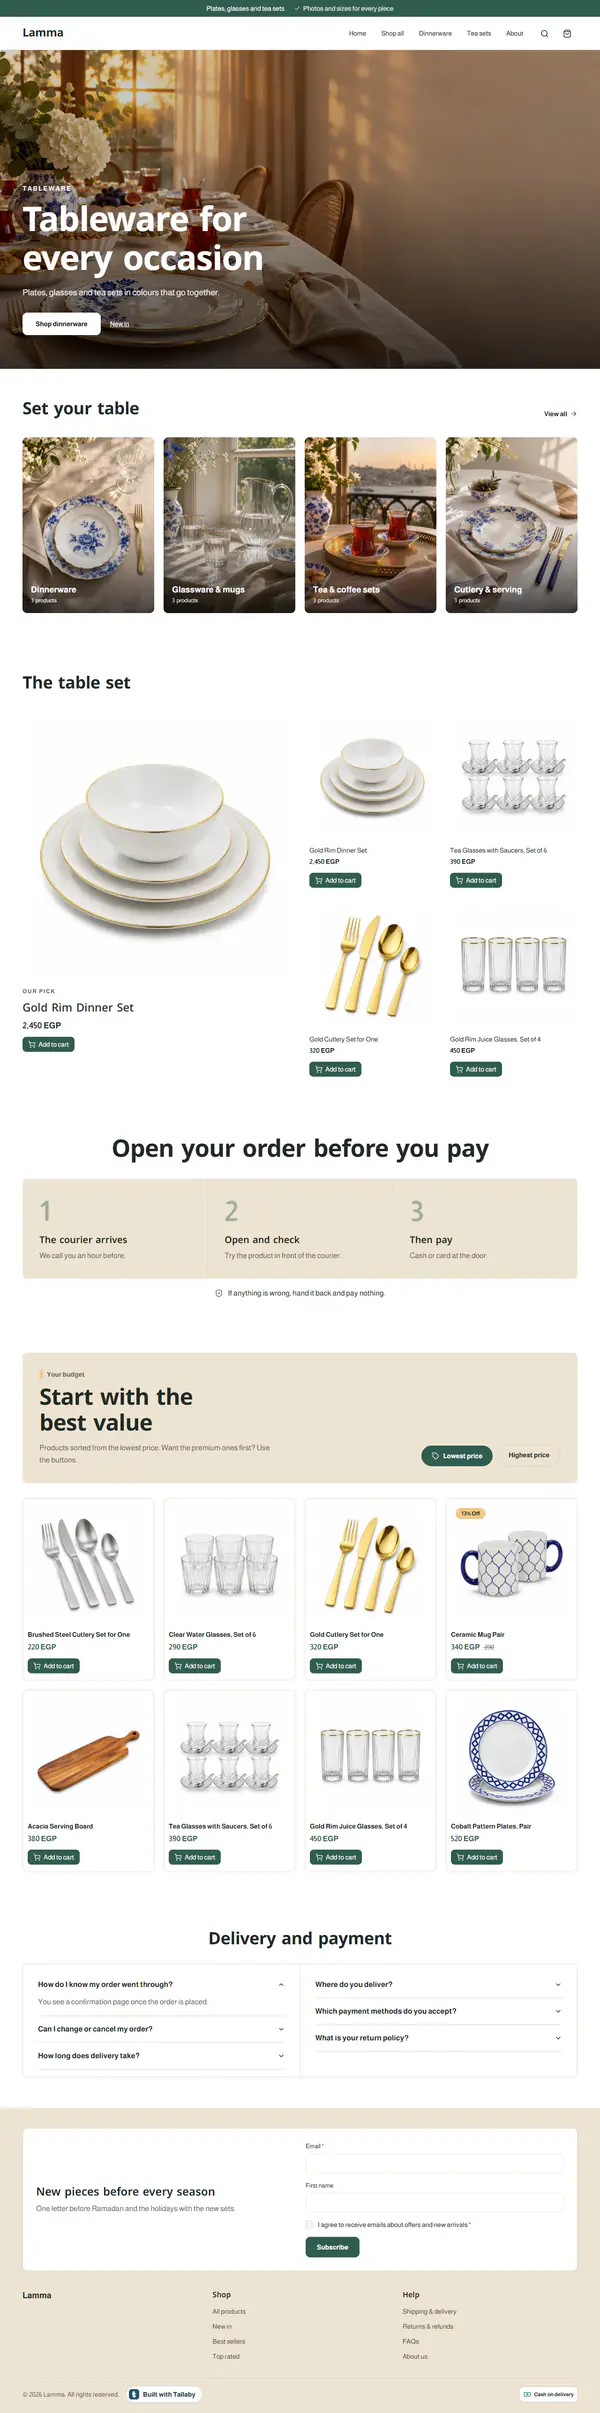 Plates, glasses and tea sets
Photos and sizes for every piece
Lamma
Home
Shop all
Dinnerware
Tea sets
About
TABLEWARE
Tableware for
every occasion
Plates, glasses and tea sets in colours that go together.
Shop dinnerware
New in
Set your table
View all
Dinnerware
3 products
Glassware & mugs
3 products
Tea & coffee sets
3 products
Cutlery & serving
3 products
The table set
OUR PICK
Gold Rim Dinner Set
2,450 EGP
Add to cart
Gold Rim Dinner Set
2,450 EGP
Add to cart
Tea Glasses with Saucers, Set of 6
390 EGP
Add to cart
Gold Cutlery Set for One
320 EGP
Add to cart
Gold Rim Juice Glasses, Set of 4
450 EGP
Add to cart
Open your order before you pay
1
The courier arrives
We call you an hour before.
2
Open and check
Try the product in front of the courier.
3
Then pay
Cash or card at the door.
If anything is wrong, hand it back and pay nothing.
Your budget
Start with the
best value
Products sorted from the lowest price. Want the premium ones first? Use
the buttons.
Lowest price
Highest price
Brushed Steel Cutlery Set for One
220 EGP
Add to cart
Clear Water Glasses, Set of 6
290 EGP
Add to cart
Gold Cutlery Set for One
320 EGP
Add to cart
13% Off
Ceramic Mug Pair
340 EGP 390
Add to cart
Acacia Serving Board
380 EGP
Add to cart
Tea Glasses with Saucers, Set of 6
390 EGP
Add to cart
Gold Rim Juice Glasses, Set of 4
450 EGP
Add to cart
Cobalt Pattern Plates, Pair
520 EGP
Add to cart
Delivery and payment
How do I know my order went through?
You see a confirmation page once the order is placed.
Can I change or cancel my order?
How long does delivery take?
Where do you deliver?
Which payment methods do you accept?
What is your return policy?
New pieces before every season
One letter before Ramadan and the holidays with the new sets.
Email *
First name
I agree to receive emails about offers and new arrivals *
Subscribe
Lamma
Shop
All products
New in
Best sellers
Top rated
Help
Shipping & delivery
Returns & refunds
FAQs
About us
© 2026 Lamma. All rights reserved.
Built with Tallaby
Cash on delivery